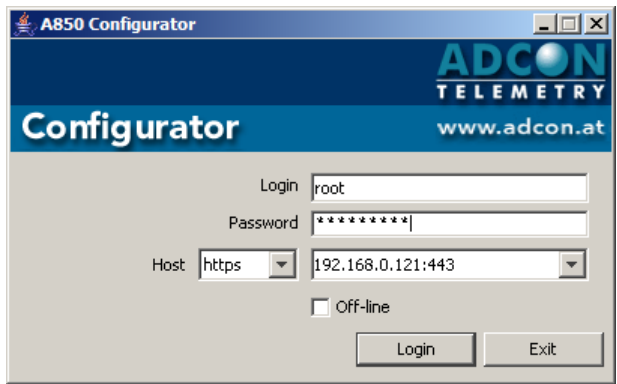 A850 Configurator
ADCON
TELEMETRY
Configurator www.adcon.at
Login root
Password *********
Host https 192.168.0.121:443
Off-line
Login Exit